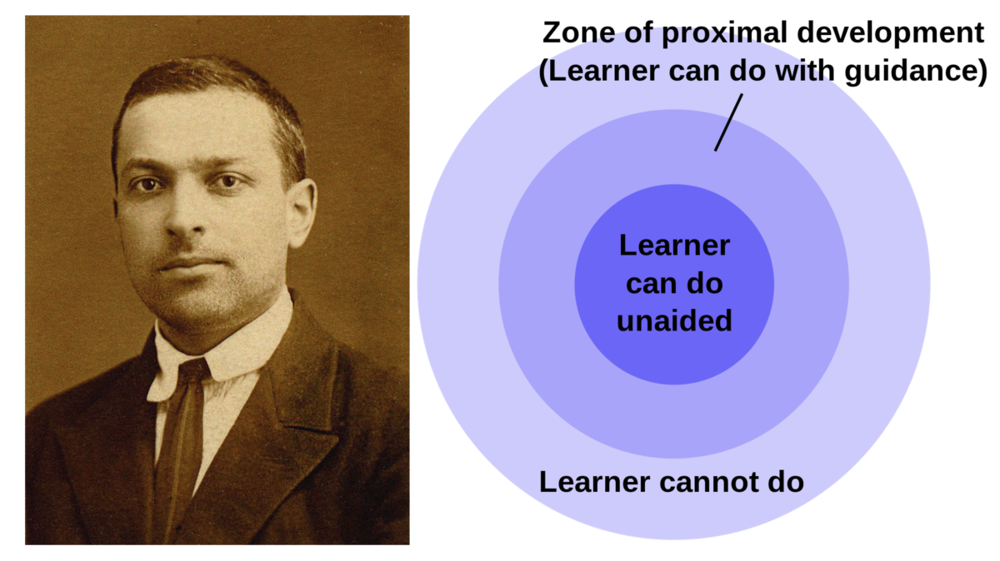 Zone of proximal development
(Learner can do with guidance)
Learner
can do
unaided
Learner cannot do